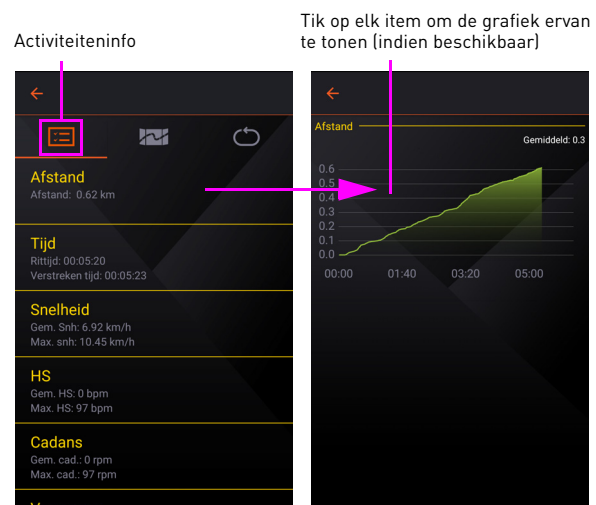 Activiteiteninfo
Tik op elk item om de grafiek ervan
te tonen (indien beschikbaar)
Afstand
Afstand: 0.62 km
Tijd
Rittijd: 00:05:20
Verstreken tijd: 00:05:23
Snelheid
Gem. Snh: 6.92 km/h
Max. snh: 10.45 km/h
HS
Gem. HS: 0 bpm
Max. HS: 97 bpm
Cadans
Gem. cad.: 0 rpm
Max. cad.: 97 rpm
Afstand
Gemiddeld: 0.3
0.6
0.5
0.4
0.3
0.2
0.1
0.0
00:00 01:40 03:20 05:00